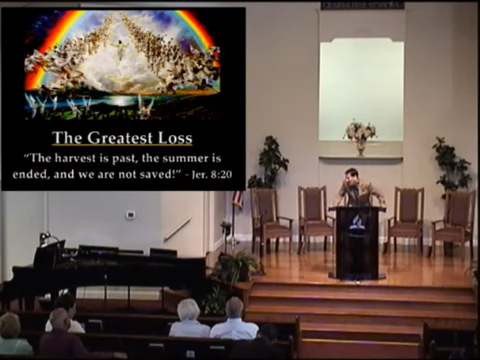 The Greatest Loss
“The harvest is past, the summer is
ended, and we are not saved!” - Jer. 8:20